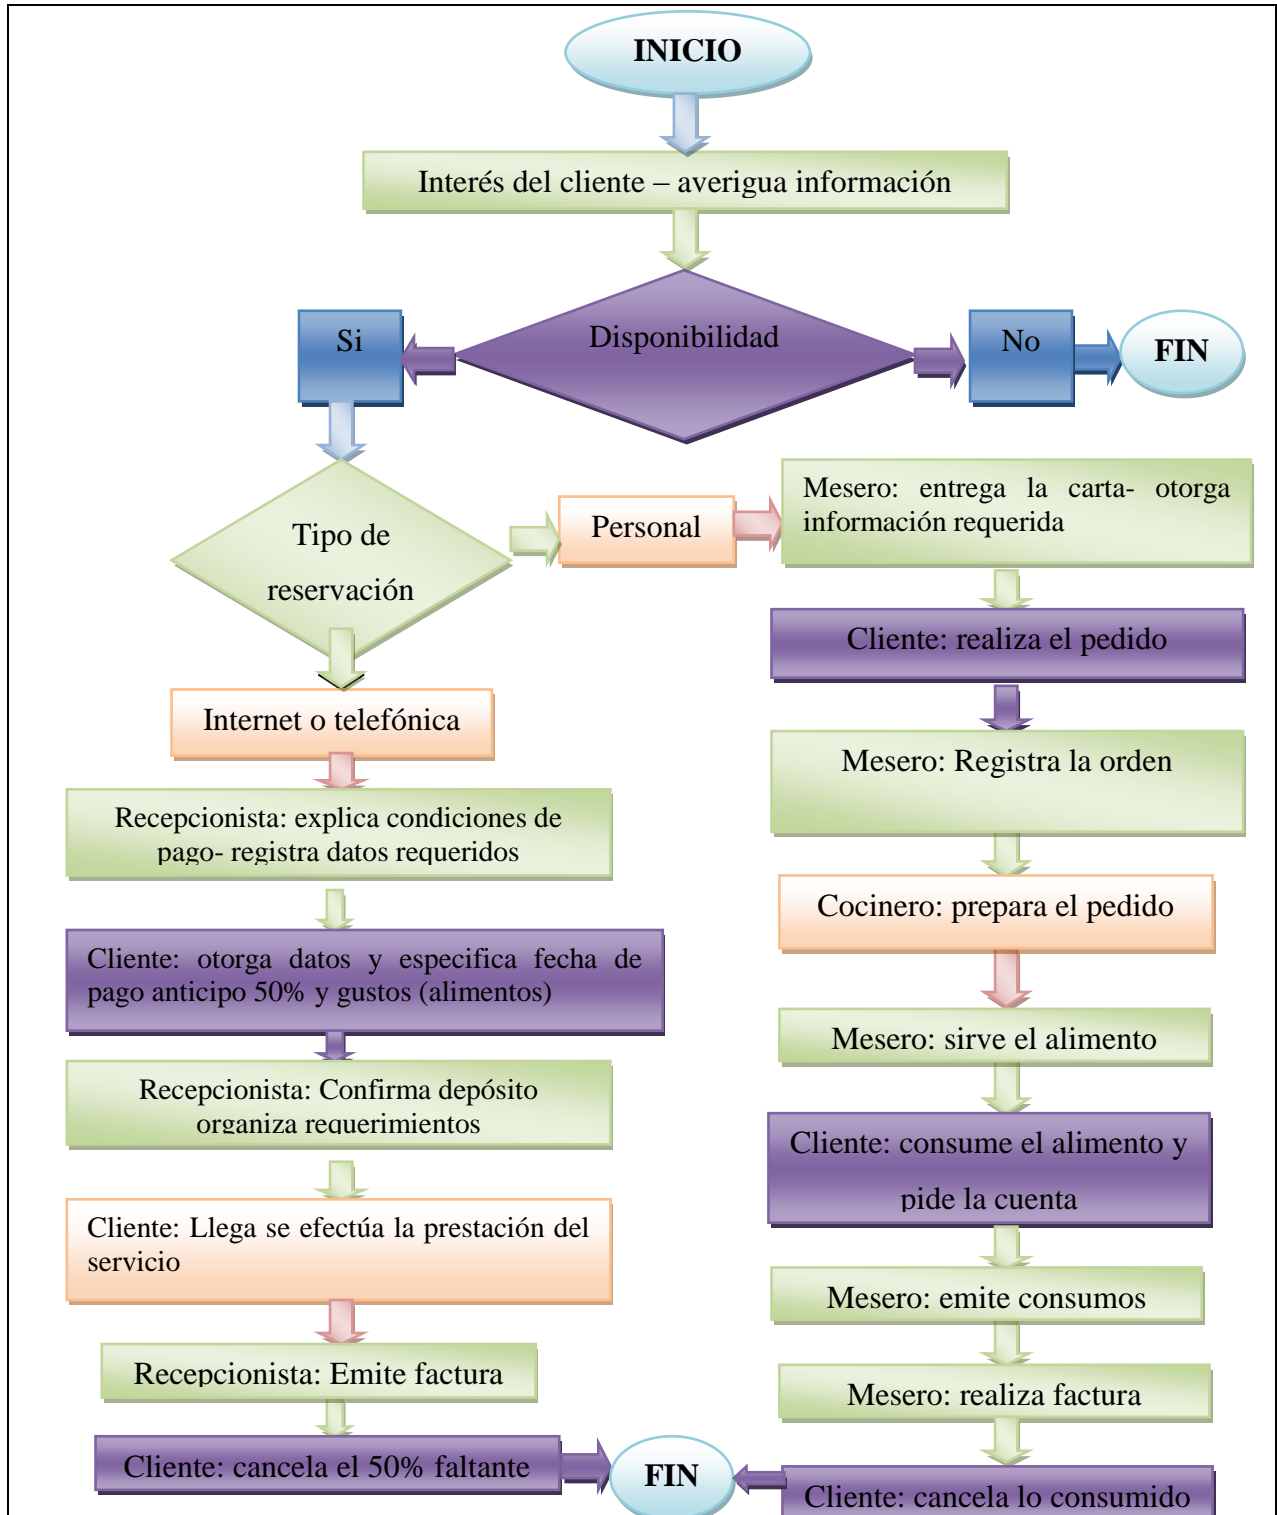 INICIO
Interés del cliente – averigua información
Disponibilidad
Si
No
FIN
Tipo de
reservación
Personal
Mesero: entrega la carta- otorga
información requerida
Cliente: realiza el pedido
Mesero: Registra la orden
Cocinero: prepara el pedido
Mesero: sirve el alimento
Cliente: consume el alimento y
pide la cuenta
Mesero: emite consumos
Mesero: realiza factura
Cliente: cancela lo consumido
Internet o telefónica
Recepcionista: explica condiciones de
pago- registra datos requeridos
Cliente: otorga datos y especifica fecha de
pago anticipo 50% y gustos (alimentos)
Recepcionista: Confirma depósito
organiza requerimientos
Cliente: Llega se efectúa la prestación del
servicio
Recepcionista: Emite factura
Cliente: cancela el 50% faltante
FIN